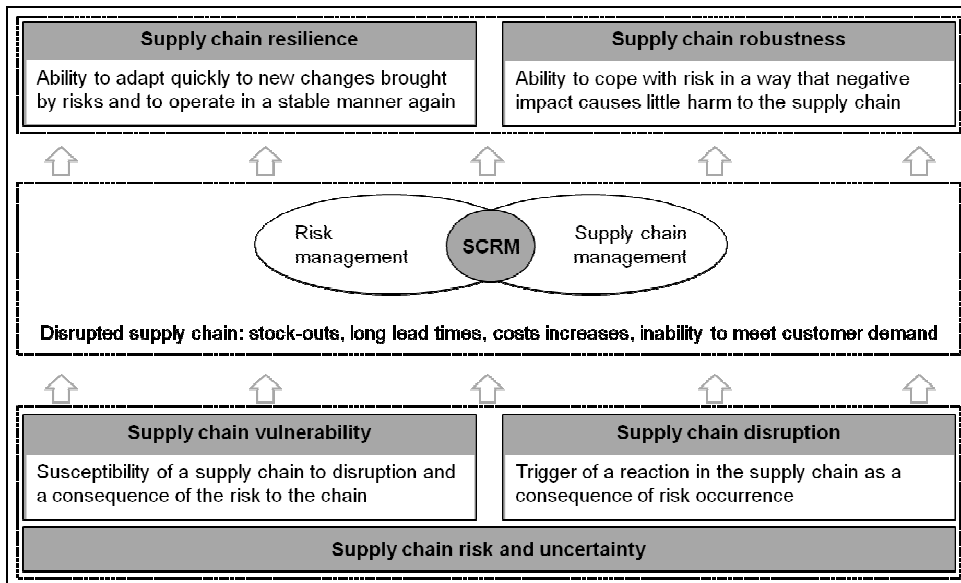 Supply chain resilience
Ability to adapt quickly to new changes brought
by risks and to operate in a stable manner again
Supply chain robustness
Ability to cope with risk in a way that negative
impact causes little harm to the supply chain
Risk
management
SCRM
Supply chain
management
Disrupted supply chain: stock-outs, long lead times, costs increases, inability to meet customer demand
Supply chain vulnerability
Susceptibility of a supply chain to disruption and
a consequence of the risk to the chain
Supply chain disruption
Trigger of a reaction in the supply chain as a
consequence of risk occurrence
Supply chain risk and uncertainty